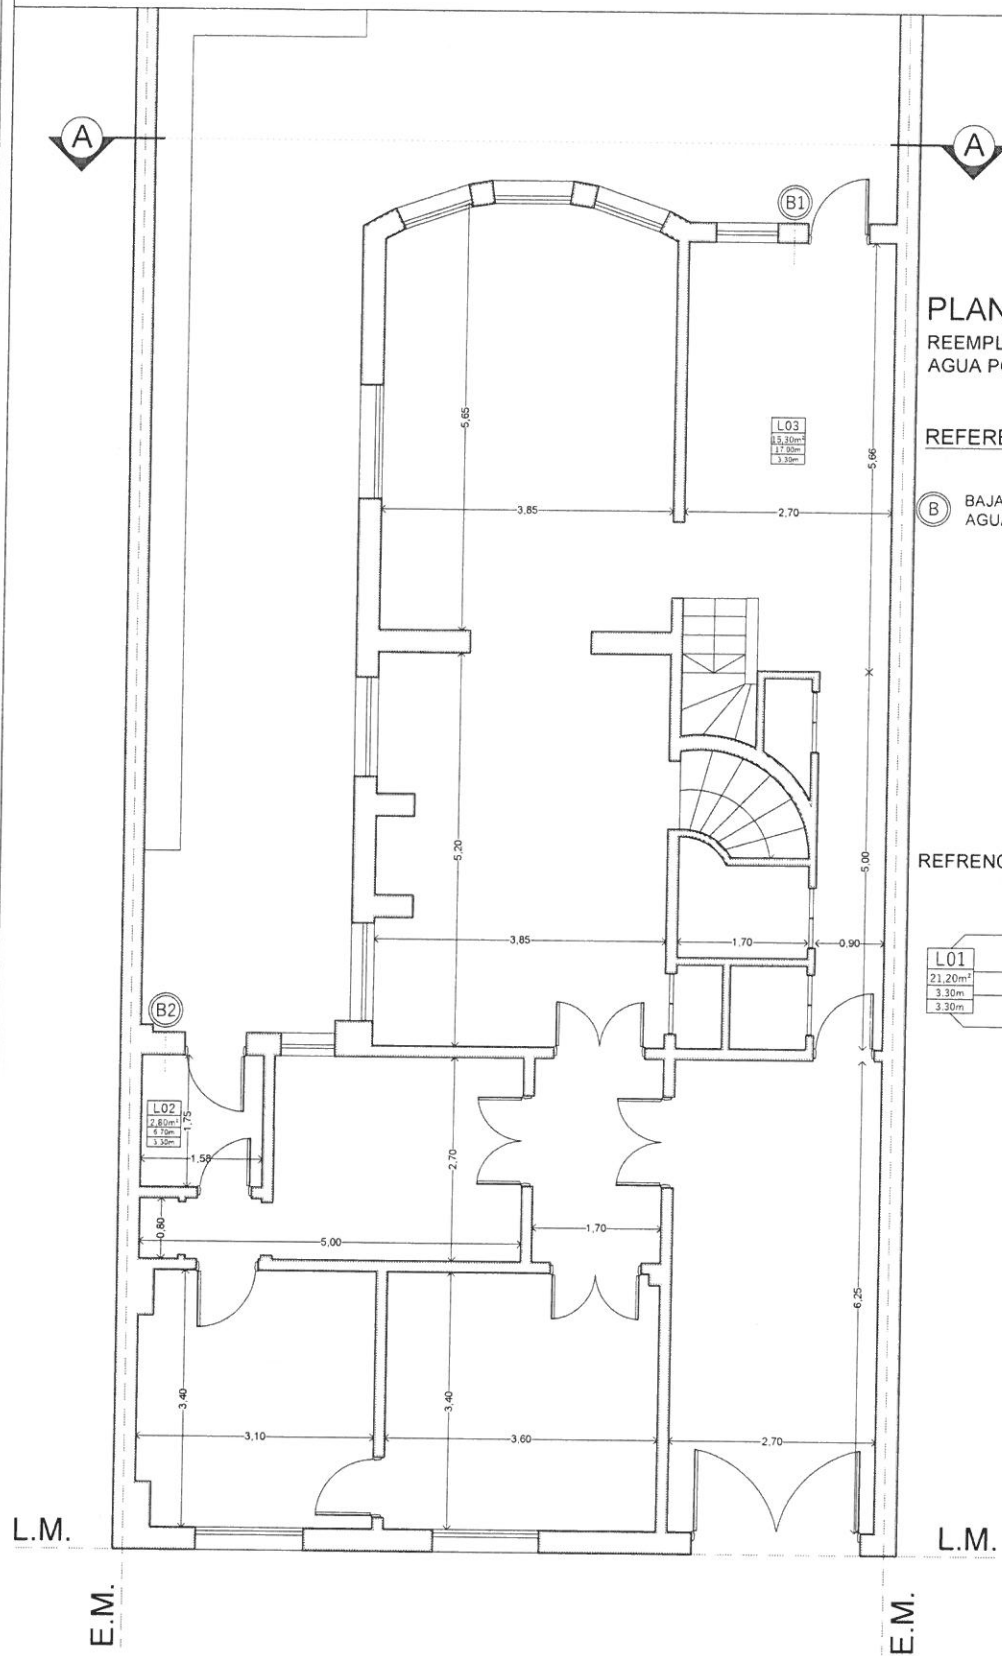 A
A
B1
PLAN
REEMPL
AGUA P
5,65
L03
15.30m²
17.90m
3.30m
5,66
REFERE
B
BAJA
AGUA
3,85
2,70
5,20
5,00
REFRENC
3,85
1,70
0,90
L01
21,20m²
3.30m
3.30m
B2
L02
2.80m²
8.70m
3.30m
1,75
1,58
2,70
0,80
5,00
1,70
6,25
3,40
3,40
3,10
3,60
2,70
L.M.
L.M.
E.M.
E.M.